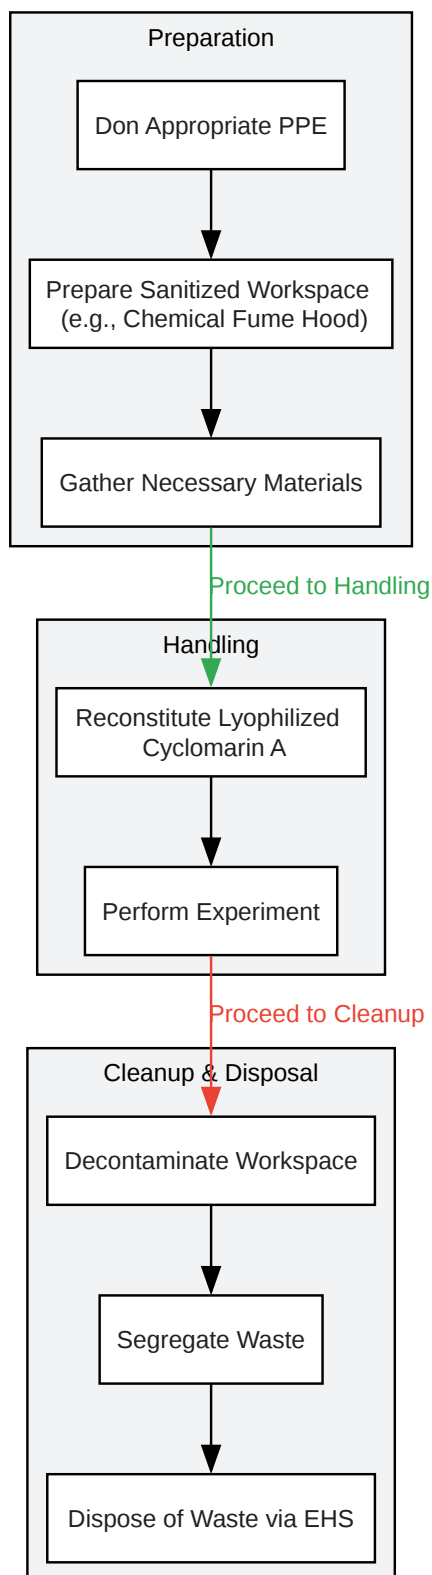 Preparation
Don Appropriate PPE
Prepare Sanitized Workspace
(e.g., Chemical Fume Hood)
Gather Necessary Materials
Proceed to Handling
Handling
Reconstitute Lyophilized
Cyclomarin A
Perform Experiment
Proceed to Cleanup
Cleanup & Disposal
Decontaminate Workspace
Segregate Waste
Dispose of Waste via EHS